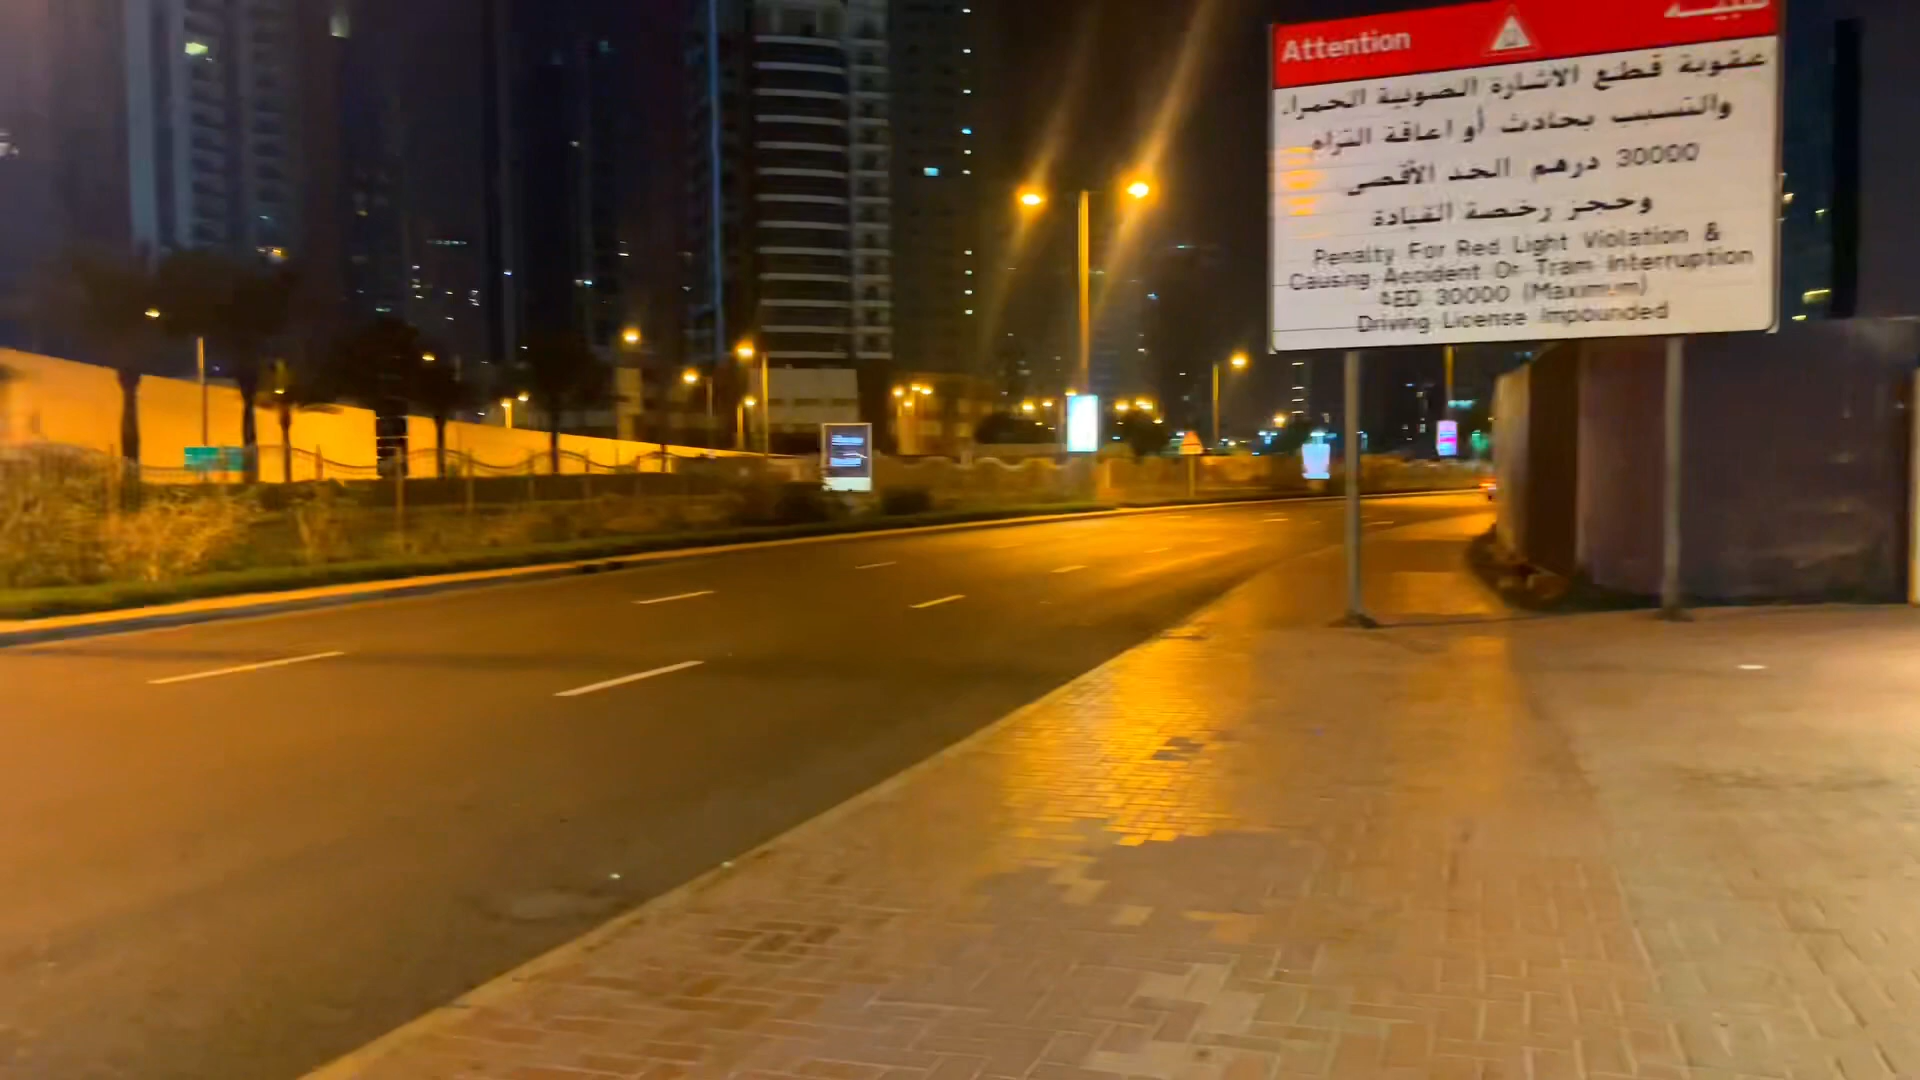 Attention تنبيه
عقوبة قطع الاشارة الضوئية الحمراء
والتسبب بحادث أو اعاقة الترام
30000 درهم الحد الأقصى
وحجز رخصة القيادة
Penalty For Red Light Violation &
Causing Accident Or Tram Interruption
AED 30000 (Maximum)
Driving License Impounded